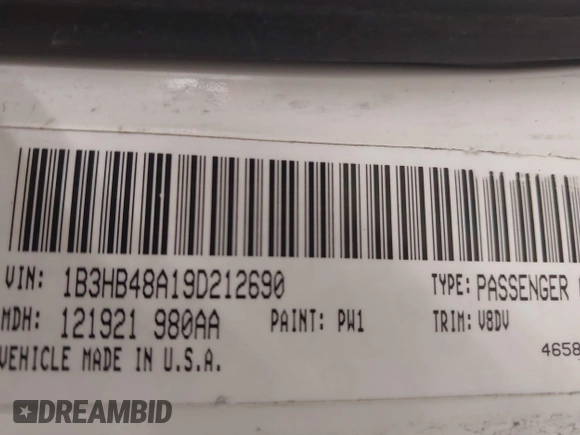 VIN: 1B3HB48A19D212690 TYPE: PASSENGER
MDH: 121921 980AA PAINT: PW1 TRIM: V8DV
VEHICLE MADE IN U.S.A. 4658
DREAMBID